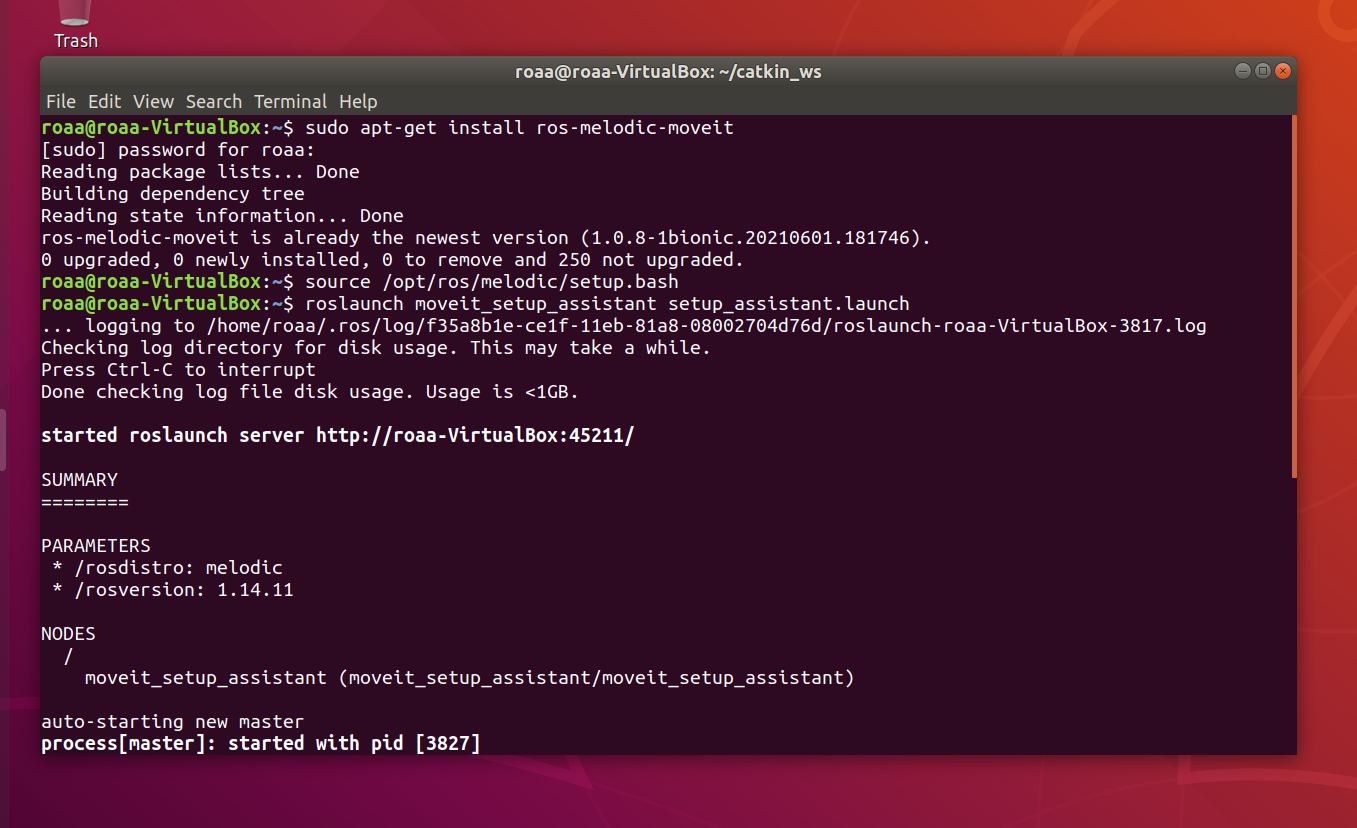 Trash
roaa@roaa-VirtualBox: ~/catkin_ws
File Edit View Search Terminal Help
roaa@roaa-VirtualBox:~$ sudo apt-get install ros-melodic-moveit
[sudo] password for roaa:
Reading package lists... Done
Building dependency tree
Reading state information... Done
ros-melodic-moveit is already the newest version (1.0.8-1bionic.20210601.181746).
0 upgraded, 0 newly installed, 0 to remove and 250 not upgraded.
roaa@roaa-VirtualBox:~$ source /opt/ros/melodic/setup.bash
roaa@roaa-VirtualBox:~$ roslaunch moveit_setup_assistant setup_assistant.launch
... logging to /home/roaa/.ros/log/f35a8b1e-ce1f-11eb-81a8-08002704d76d/roslaunch-roaa-VirtualBox-3817.log
Checking log directory for disk usage. This may take a while.
Press Ctrl-C to interrupt
Done checking log file disk usage. Usage is <1GB.
started roslaunch server http://roaa-VirtualBox:45211/
SUMMARY
========
PARAMETERS
* /rosdistro: melodic
* /rosversion: 1.14.11
NODES
/
moveit_setup_assistant (moveit_setup_assistant/moveit_setup_assistant)
auto-starting new master
process[master]: started with pid [3827]